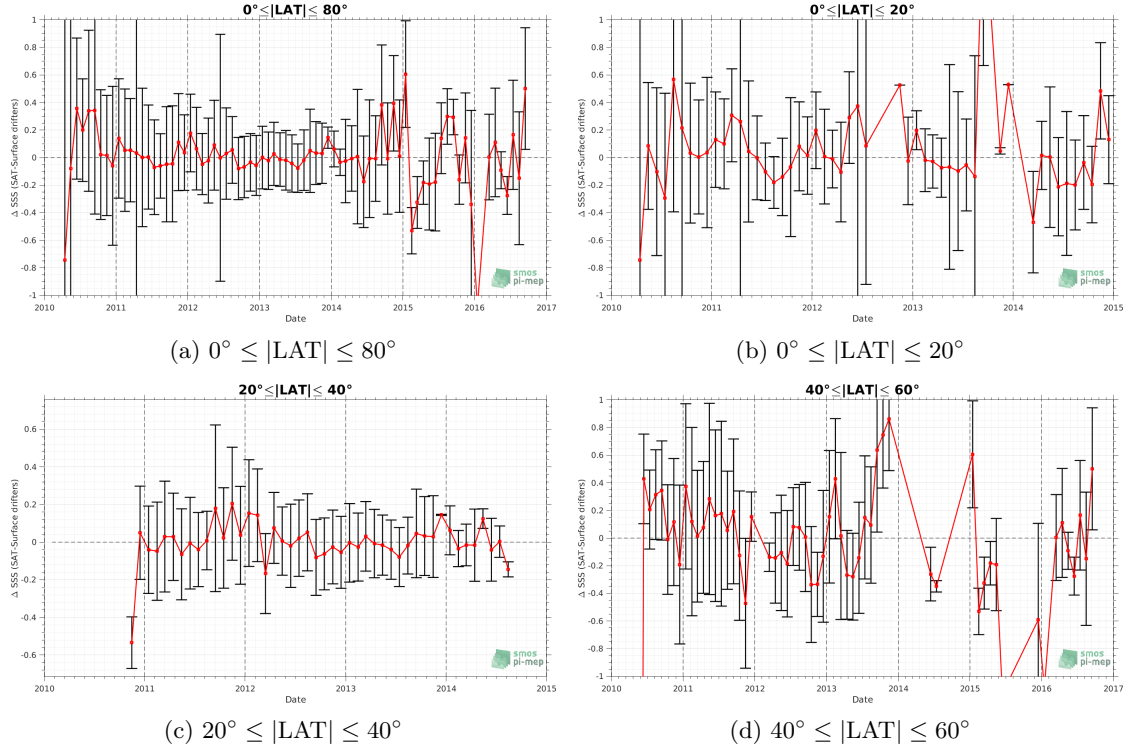 0°≤|LAT|≤ 80°
Δ SSS (SAT-Surface drifters)
1
0.8
0.6
0.4
0.2
0
-0.2
-0.4
-0.6
-0.8
-1
2010
2011
2012
2013
2014
2015
2016
2017
Date
smos
pi-mep
(a) 0° ≤ |LAT| ≤ 80°
0°≤|LAT|≤ 20°
Δ SSS (SAT-Surface drifters)
1
0.8
0.6
0.4
0.2
0
-0.2
-0.4
-0.6
-0.8
-1
2010
2011
2012
2013
2014
2015
Date
smos
pi-mep
(b) 0° ≤ |LAT| ≤ 20°
20°≤|LAT|≤ 40°
Δ SSS (SAT-Surface drifters)
0.6
0.4
0.2
0
-0.2
-0.4
-0.6
2010
2011
2012
2013
2014
2015
Date
smos
pi-mep
(c) 20° ≤ |LAT| ≤ 40°
40°≤|LAT|≤ 60°
Δ SSS (SAT-Surface drifters)
1
0.8
0.6
0.4
0.2
0
-0.2
-0.4
-0.6
-0.8
-1
2010
2011
2012
2013
2014
2015
2016
2017
Date
smos
pi-mep
(d) 40° ≤ |LAT| ≤ 60°